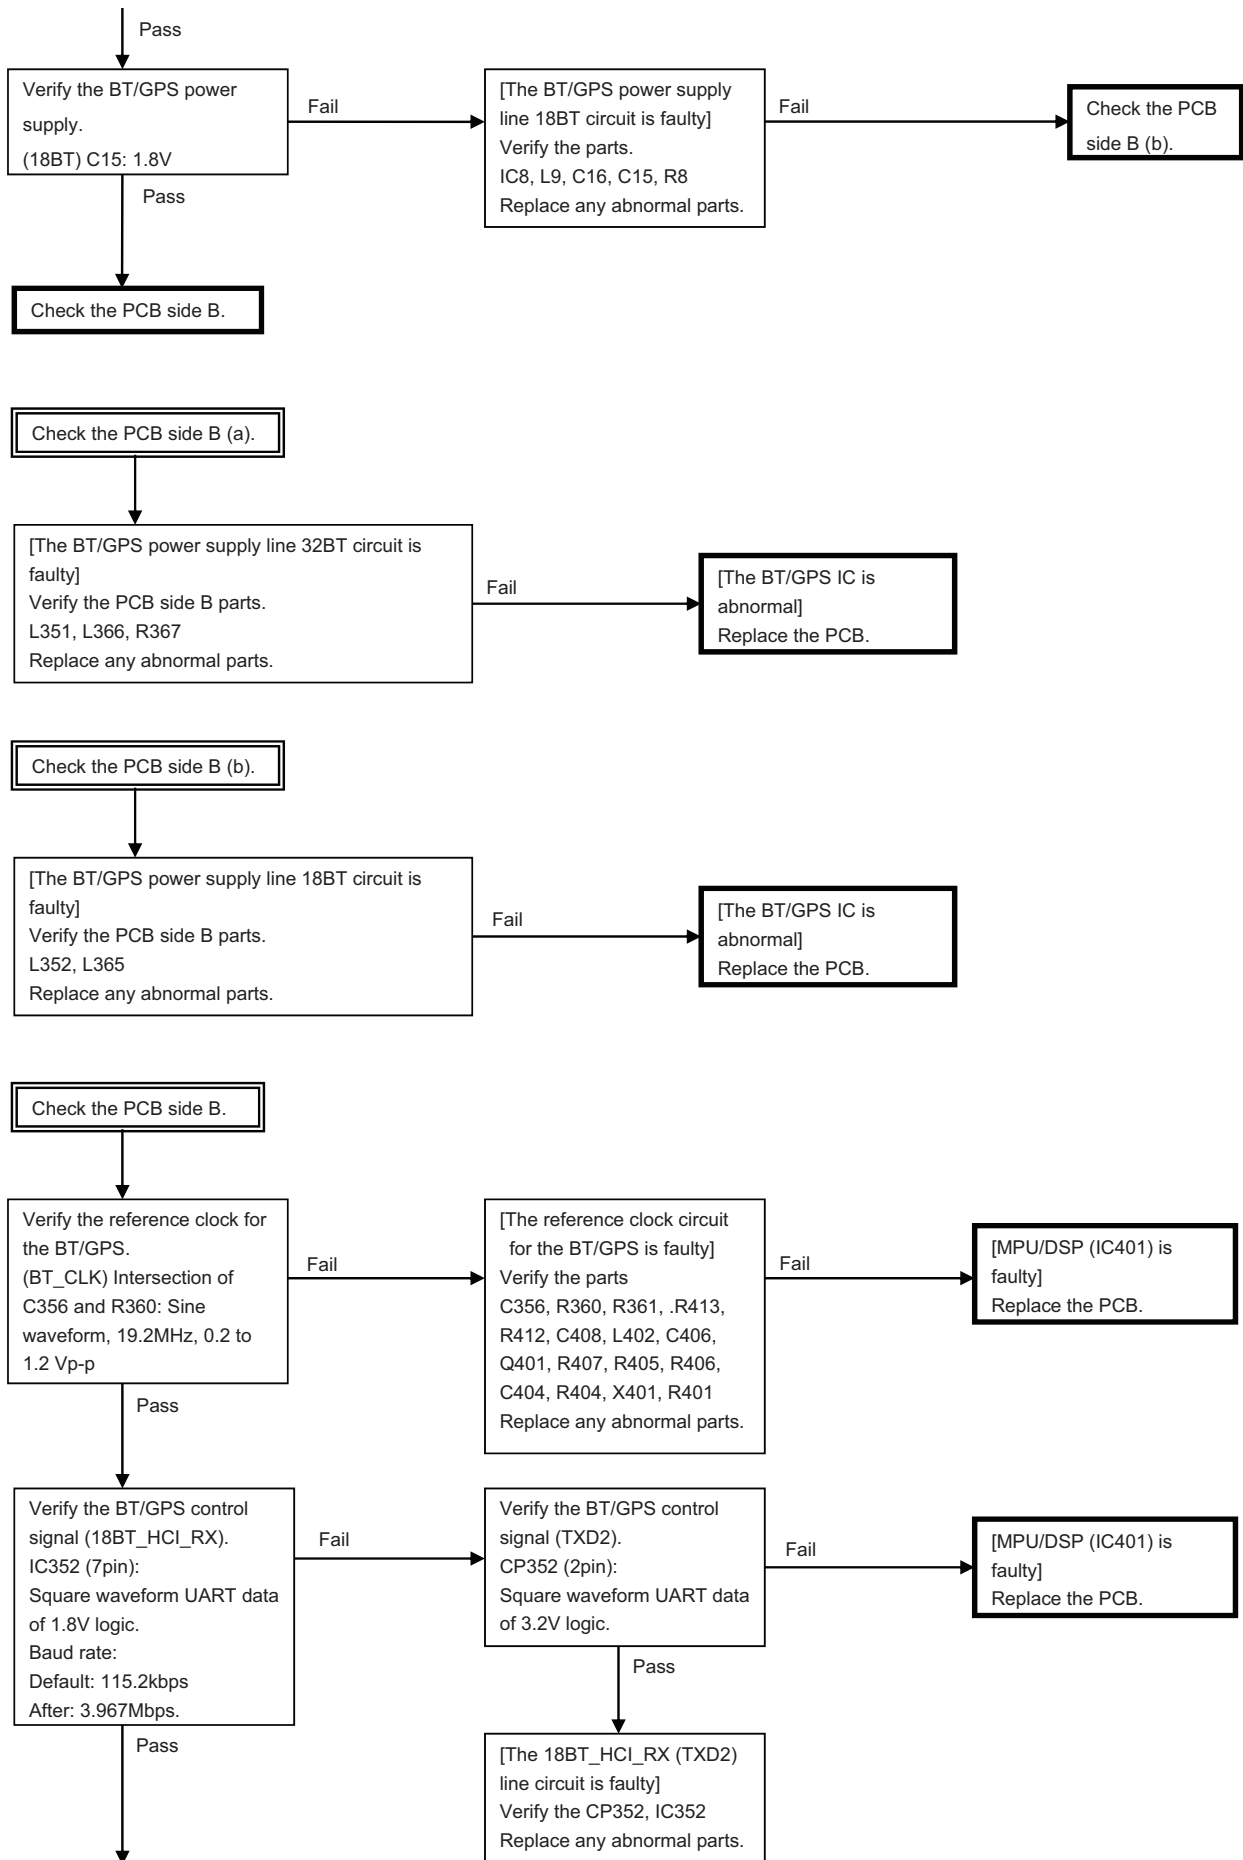 Pass
Verify the BT/GPS power
supply.
(18BT) C15: 1.8V
Fail
[The BT/GPS power supply
line 18BT circuit is faulty]
Verify the parts.
IC8, L9, C16, C15, R8
Replace any abnormal parts.
Fail
Check the PCB
side B (b).
Pass
Check the PCB side B.
Check the PCB side B (a).
[The BT/GPS power supply line 32BT circuit is
faulty]
Verify the PCB side B parts.
L351, L366, R367
Replace any abnormal parts.
Fail
[The BT/GPS IC is
abnormal]
Replace the PCB.
Check the PCB side B (b).
[The BT/GPS power supply line 18BT circuit is
faulty]
Verify the PCB side B parts.
L352, L365
Replace any abnormal parts.
Fail
[The BT/GPS IC is
abnormal]
Replace the PCB.
Check the PCB side B.
Verify the reference clock for
the BT/GPS.
(BT_CLK) Intersection of
C356 and R360: Sine
waveform, 19.2MHz, 0.2 to
1.2 Vp-p
Fail
[The reference clock circuit
for the BT/GPS is faulty]
Verify the parts
C356, R360, R361, .R413,
R412, C408, L402, C406,
Q401, R407, R405, R406,
C404, R404, X401, R401
Replace any abnormal parts.
Fail
[MPU/DSP (IC401) is
faulty]
Replace the PCB.
Pass
Verify the BT/GPS control
signal (18BT_HCI_RX).
IC352 (7pin):
Square waveform UART data
of 1.8V logic.
Baud rate:
Default: 115.2kbps
After: 3.967Mbps.
Fail
Verify the BT/GPS control
signal (TXD2).
CP352 (2pin):
Square waveform UART data
of 3.2V logic.
Fail
[MPU/DSP (IC401) is
faulty]
Replace the PCB.
Pass
Pass
[The 18BT_HCI_RX (TXD2)
line circuit is faulty]
Verify the CP352, IC352
Replace any abnormal parts.